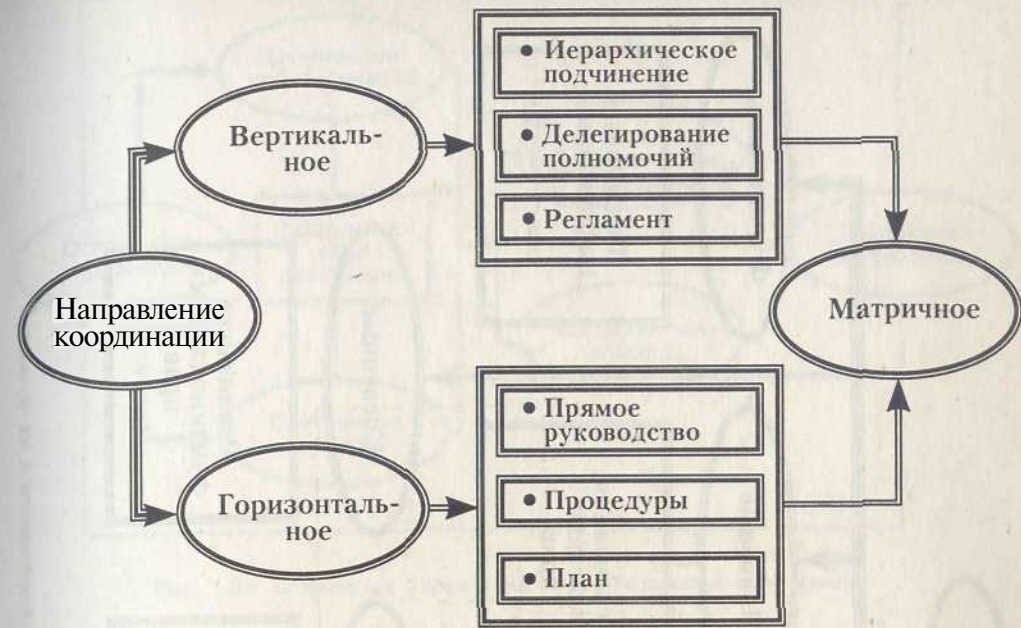 • Иерархическое
подчинение
Вертикаль-
ное
• Делегирование
полномочий
• Регламент
Направление
координации
Матричное
• Прямое
руководство
Горизонталь-
ное
• Процедуры
• План